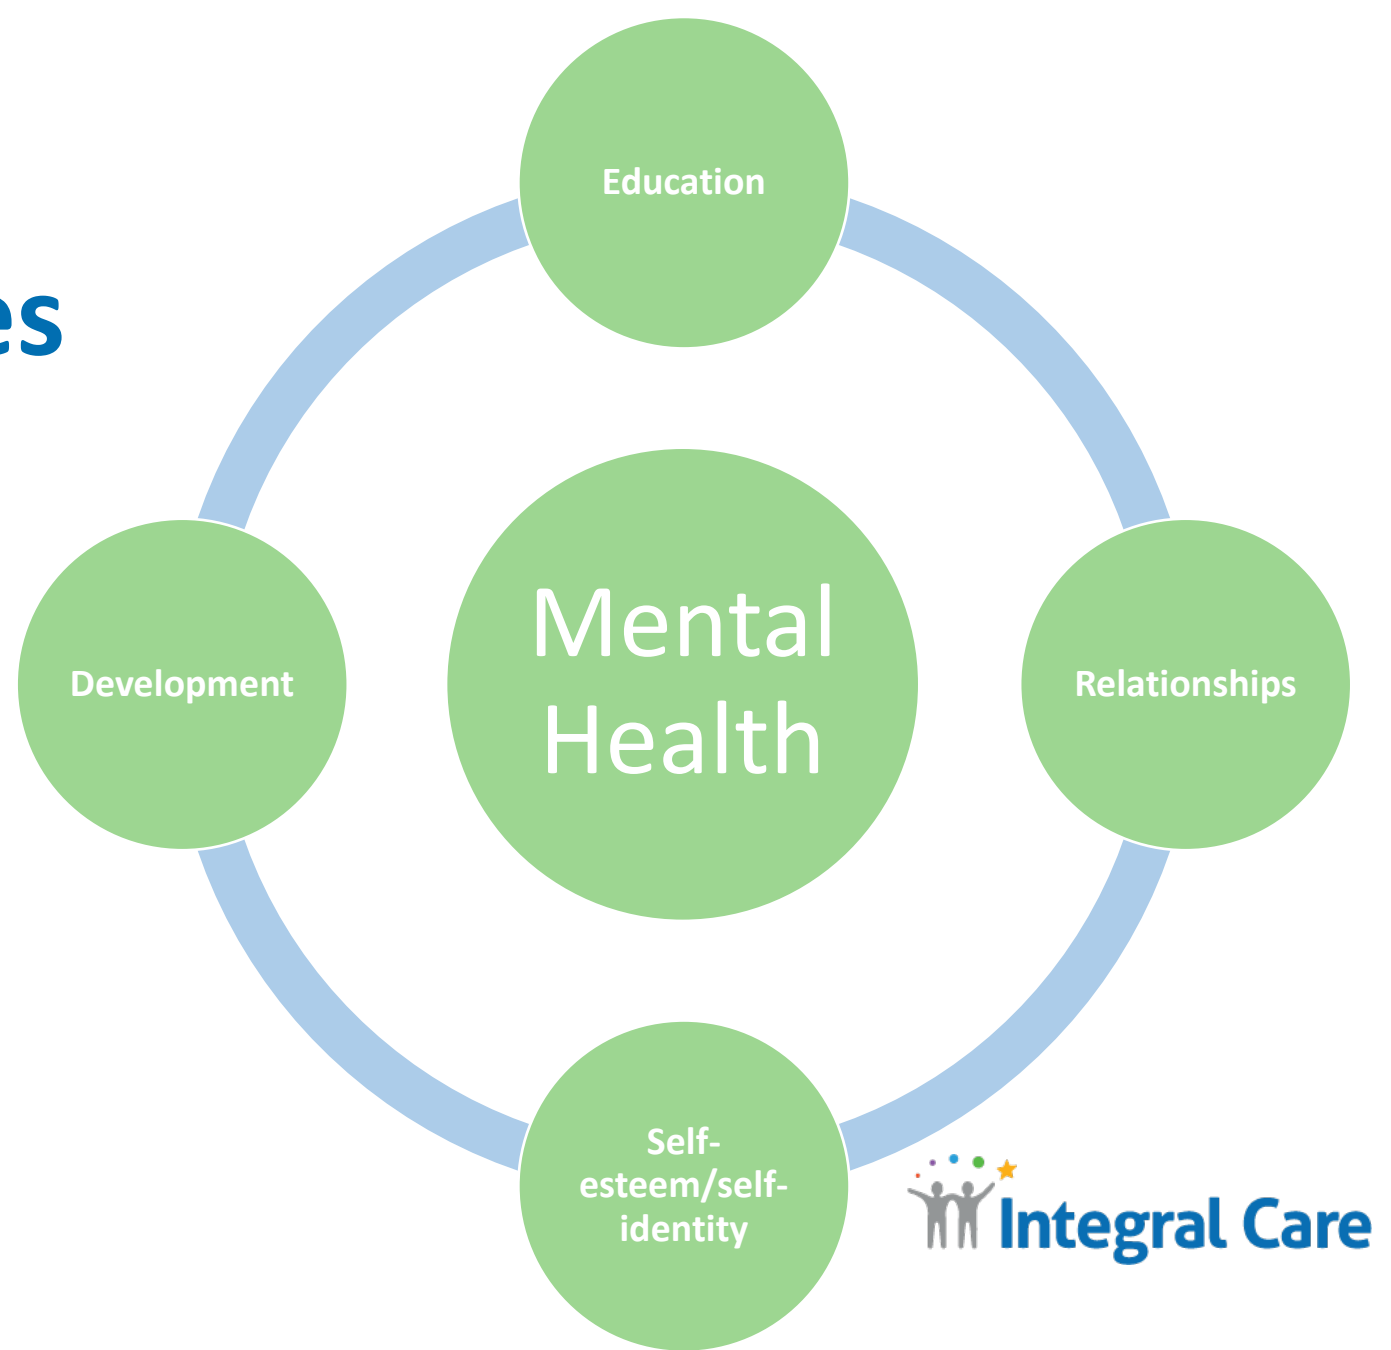 Education
es
Mental
Health
Development
Relationships
Self-
esteem/self-
identity
Integral Care